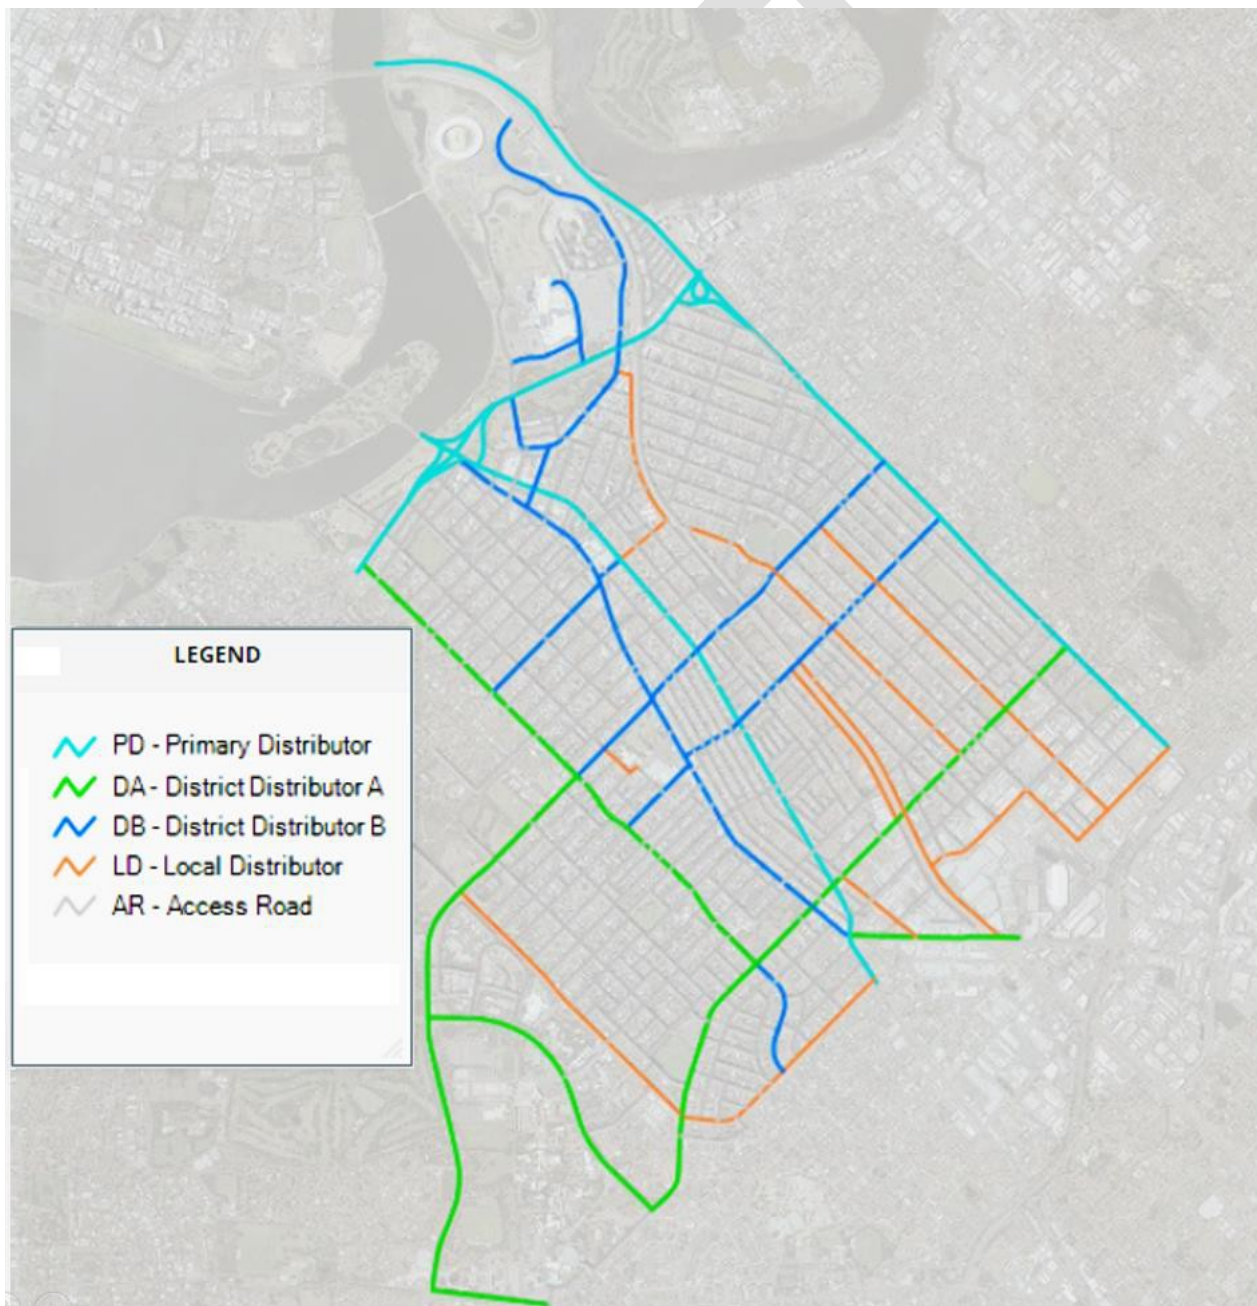 LEGEND
PD - Primary Distributor
DA - District Distributor A
DB - District Distributor B
LD - Local Distributor
AR - Access Road